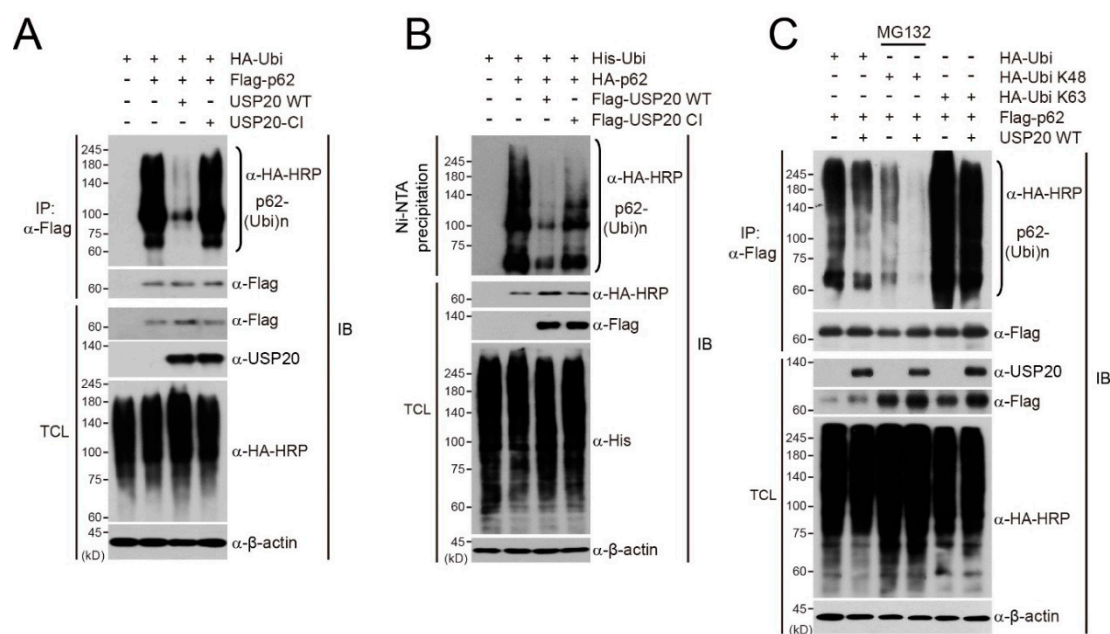 A
+ + + + HA-Ubi
- + + + Flag-p62
- - + - USP20 WT
- - - + USP20-CI
IP:
α-Flag
245
180
140
100
75
60
α-HA-HRP
p62-
(Ubi)n
60
α-Flag
TCL
60
α-Flag
140
α-USP20
245
180
140
100
75
60
α-HA-HRP
45
(kD)
α-β-actin
IB
B
+ + + + His-Ubi
- + + + HA-p62
- - + - Flag-USP20 WT
- - - + Flag-USP20 CI
Ni-NTA
precipitation
245
180
140
100
75
60
α-HA-HRP
p62-
(Ubi)n
TCL
60
α-HA-HRP
140
α-Flag
245
180
140
100
75
60
α-His
45
(kD)
α-β-actin
IB
C
MG132
+ + - - - - HA-Ubi
- - + + - - HA-Ubi K48
- - - - + + HA-Ubi K63
+ + + + + + Flag-p62
- + - + - + USP20 WT
IP:
α-Flag
245
180
140
100
75
60
α-HA-HRP
p62-
(Ubi)n
60
α-Flag
TCL
140
α-USP20
60
α-Flag
245
180
140
100
75
60
α-HA-HRP
45
(kD)
α-β-actin
IB